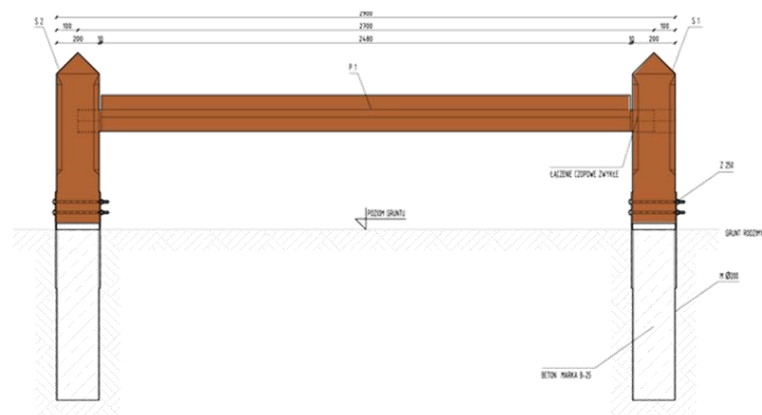 2900
S 2
100
2700
100
S 1
200
10
2480
10
200
P 1
ŁĄCZENIE CZOPOWE ZWYKŁE
Z 250
POZIOM GRUNTU
GRUNT RODZIMY
M Ø200
BETON MARKA B-25